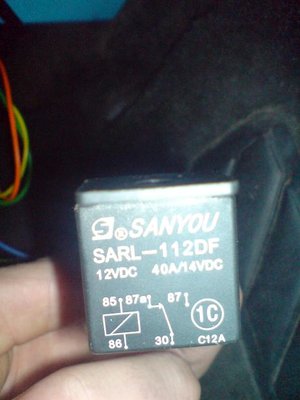 ® SANYOU
SARL-112DF
12VDC 40A/14VDC
85 87a 87
1C
86 30 C12A